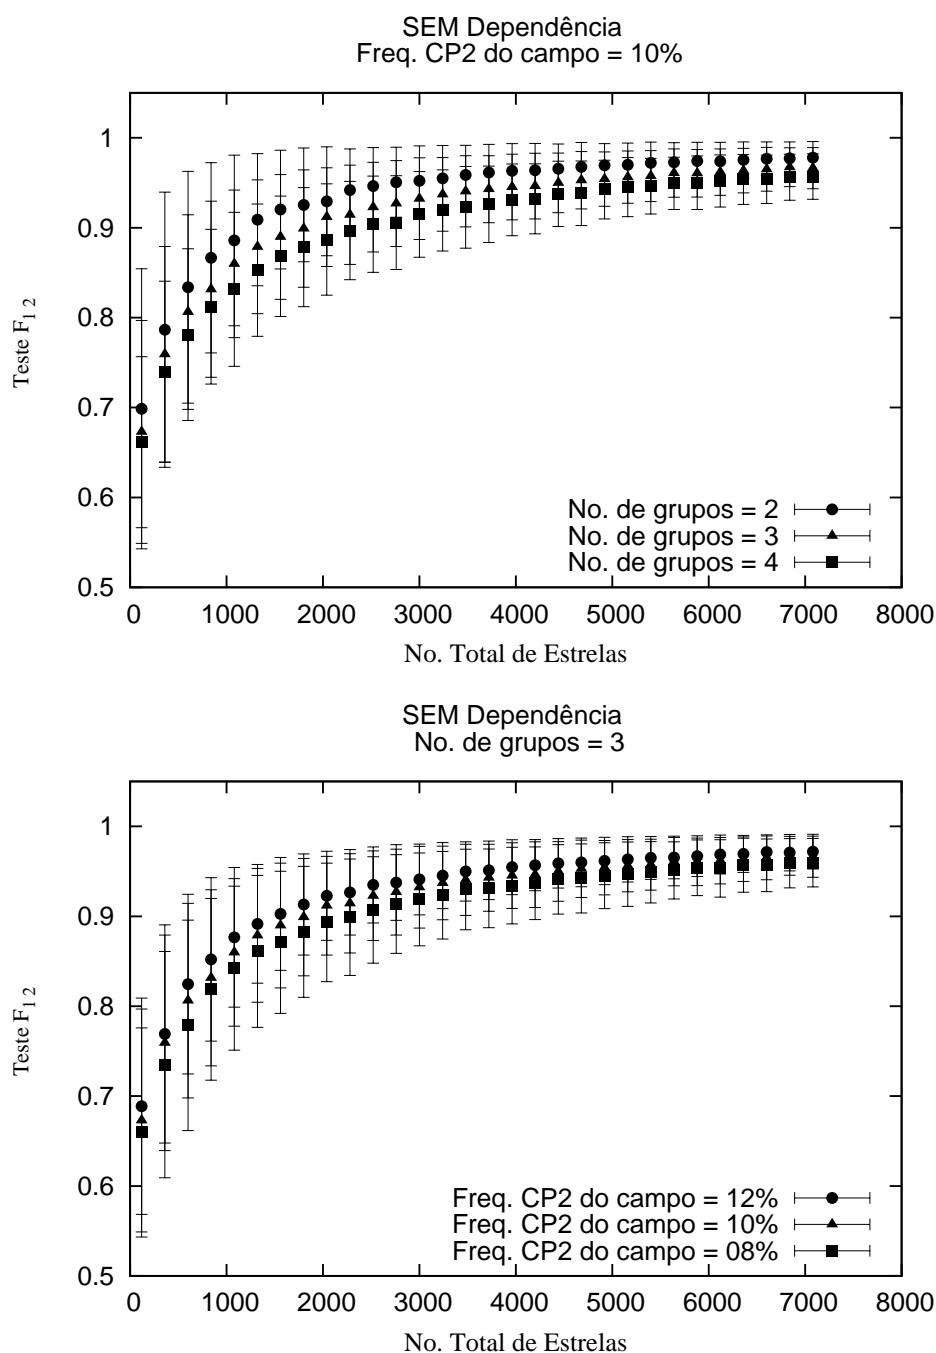 SEM Dependência
Freq. CP2 do campo = 10%
1
0.9
0.8
0.7
0.6
0.5
Teste F1 2
No. de grupos = 2
No. de grupos = 3
No. de grupos = 4
0 1000 2000 3000 4000 5000 6000 7000 8000
No. Total de Estrelas
SEM Dependência
No. de grupos = 3
1
0.9
0.8
0.7
0.6
0.5
Teste F1 2
Freq. CP2 do campo = 12%
Freq. CP2 do campo = 10%
Freq. CP2 do campo = 08%
0 1000 2000 3000 4000 5000 6000 7000 8000
No. Total de Estrelas